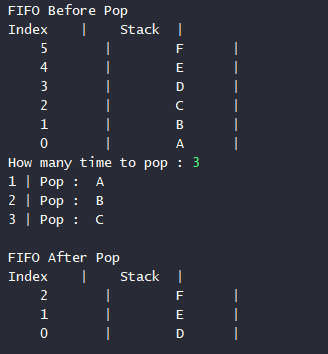 FIFO Before Pop
Index | Stack |
5 | F |
4 | E |
3 | D |
2 | C |
1 | B |
0 | A |
How many time to pop : 3
1 | Pop : A
2 | Pop : B
3 | Pop : C
FIFO After Pop
Index | Stack |
2 | F |
1 | E |
0 | D |